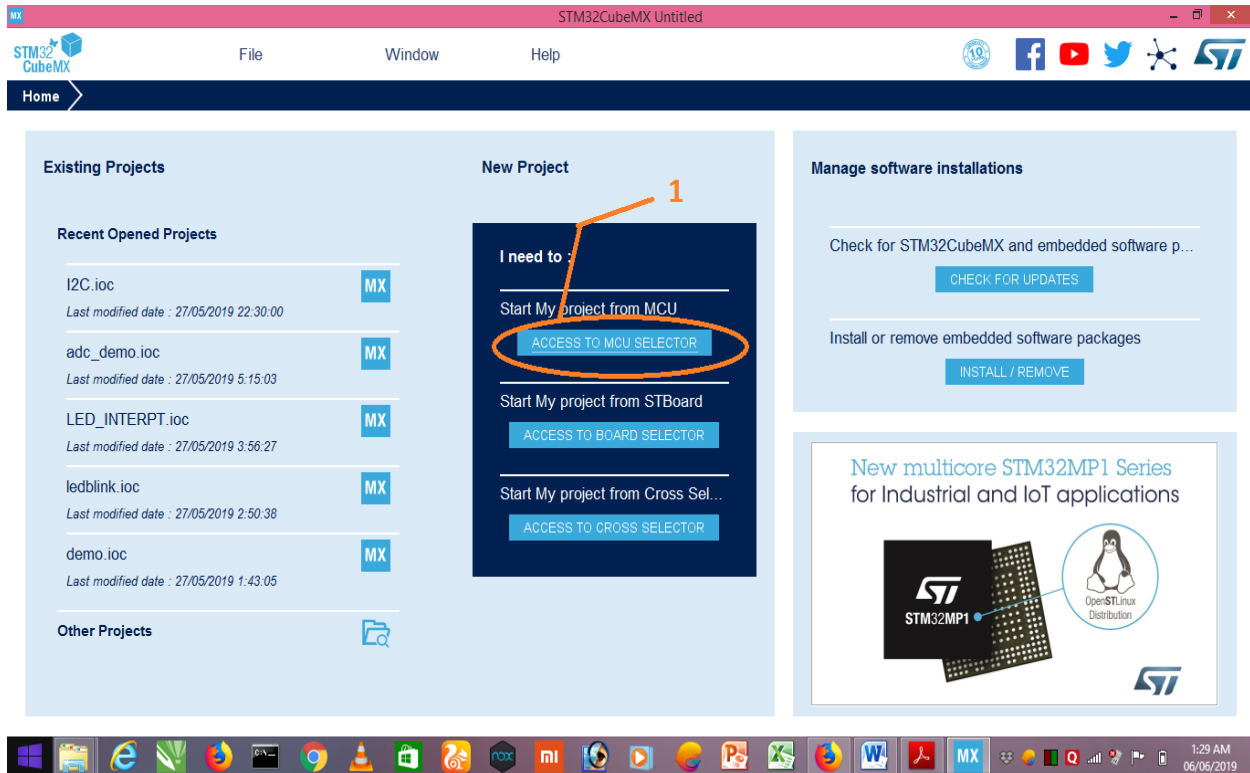 MX
STM32CubeMX Untitled
STM32
CubeMX
File
Window
Help
10
Home
Existing Projects
Recent Opened Projects
I2C.ioc
MX
Last modified date : 27/05/2019 22:30:00
adc_demo.ioc
MX
Last modified date : 27/05/2019 5:15:03
LED_INTERPT.ioc
MX
Last modified date : 27/05/2019 3:56:27
ledblink.ioc
MX
Last modified date : 27/05/2019 2:50:38
demo.ioc
MX
Last modified date : 27/05/2019 1:43:05
Other Projects
New Project
1
I need to :
Start My project from MCU
ACCESS TO MCU SELECTOR
Start My project from STBoard
ACCESS TO BOARD SELECTOR
Start My project from Cross Sel...
ACCESS TO CROSS SELECTOR
Manage software installations
Check for STM32CubeMX and embedded software p...
CHECK FOR UPDATES
Install or remove embedded software packages
INSTALL / REMOVE
New multicore STM32MP1 Series
for Industrial and IoT applications
STM32MP1
OpenSTLinux
Distribution
nox
mi
MX
1:29 AM
06/06/2019